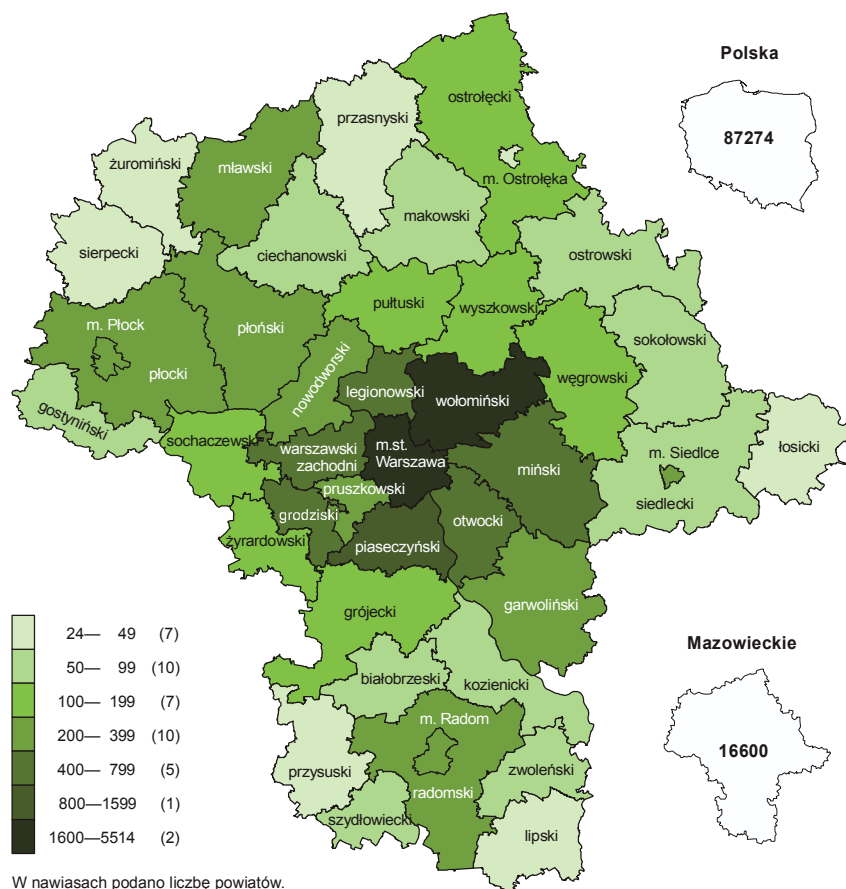 Polska
87274
ostrołęcki
przasnyski
żuromiński
mławski
m. Ostrołęka
makowski
sierpecki
ciechanowski
ostrowski
pułtuski
wyszkowski
m. Płock
płoński
sokołowski
płocki
nowodworski
legionowski
wołomiński
węgrowski
gostyniński
sochaczewski
warszawski
zachodni
m.st.
Warszawa
miński
m. Siedlce
łosicki
siedlecki
pruszkowski
grodziski
otwocki
żyrardowski
piaseczyński
garwoliński
grójecki
białobrzeski
kozienicki
m. Radom
przysuski
radomski
zwoleński
szydłowiecki
lipski
24— 49 (7)
50— 99 (10)
100— 199 (7)
200— 399 (10)
400— 799 (5)
800—1599 (1)
1600—5514 (2)
Mazowieckie
16600
W nawiasach podano liczbę powiatów.